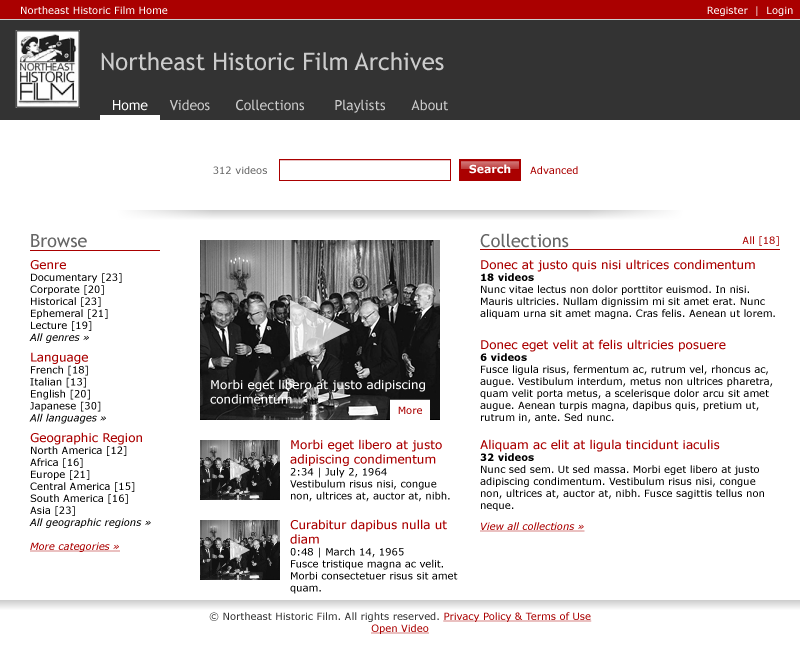 Northeast Historic Film Home
Register | Login
NORTHEAST
HISTORIC
FILM
Northeast Historic Film Archives
Home Videos Collections Playlists About
312 videos Search Advanced
Browse
Genre
Documentary [23]
Corporate [20]
Historical [23]
Ephemeral [21]
Lecture [19]
All genres »
Language
French [18]
Italian [13]
English [20]
Japanese [30]
All languages »
Geographic Region
North America [12]
Africa [16]
Europe [21]
Central America [15]
South America [16]
Asia [23]
All geographic regions »
More categories »
Morbi eget libero at justo adipiscing
condimentum
More
Morbi eget libero at justo
adipiscing condimentum
2:34 | July 2, 1964
Vestibulum risus nisi, congue
non, ultrices at, auctor at, nibh.
Curabitur dapibus nulla ut
diam
0:48 | March 14, 1965
Fusce tristique magna ac velit.
Morbi consectetuer risus sit amet
quam.
Collections
All [18]
Donec at justo quis nisi ultrices condimentum
18 videos
Nunc vitae lectus non dolor porttitor euismod. In nisi.
Mauris ultricies. Nullam dignissim mi sit amet erat. Nunc
aliquam urna sit amet magna. Cras felis. Aenean ut lorem.
Donec eget velit at felis ultricies posuere
6 videos
Fusce ligula risus, fermentum ac, rutrum vel, rhoncus ac,
augue. Vestibulum interdum, metus non ultrices pharetra,
quam velit porta metus, a scelerisque dolor arcu sit amet
augue. Aenean turpis magna, dapibus quis, pretium ut,
rutrum in, ante. Sed nunc.
Aliquam ac elit at ligula tincidunt iaculis
32 videos
Nunc sed sem. Ut sed massa. Morbi eget libero at justo
adipiscing condimentum. Vestibulum risus nisi, congue
non, ultrices at, auctor at, nibh. Fusce sagittis tellus non
neque.
View all collections »
© Northeast Historic Film. All rights reserved. Privacy Policy & Terms of Use
Open Video